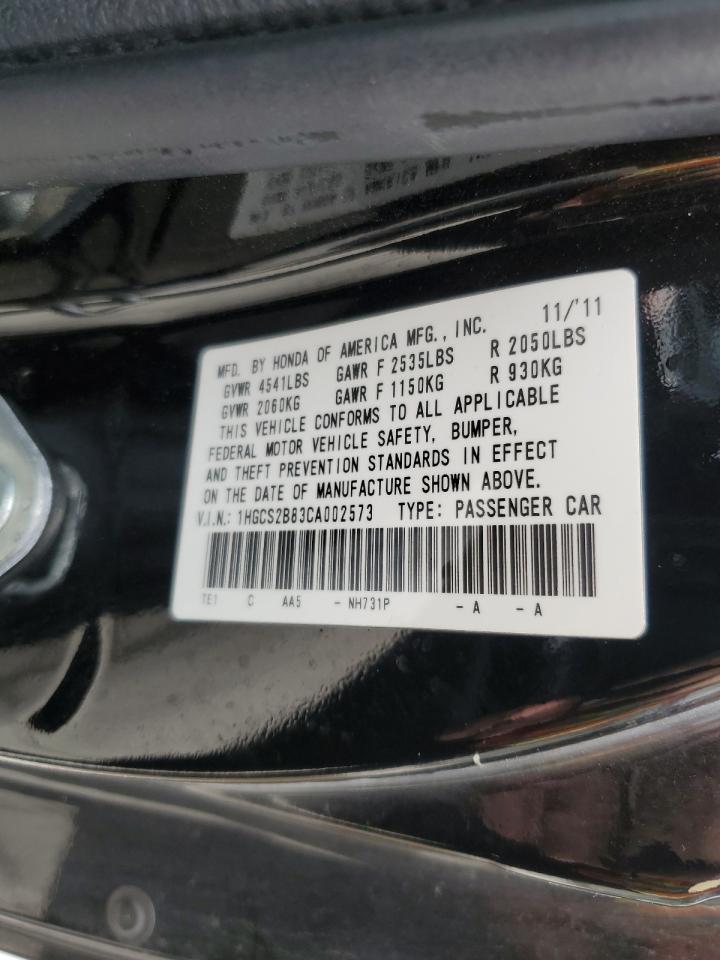 11/'11
MFD. BY HONDA OF AMERICA MFG., INC.
GVWR 4541LBS GAWR F 2535LBS R 2050LBS
GVWR 2060KG GAWR F 1150KG R 930KG
THIS VEHICLE CONFORMS TO ALL APPLICABLE
FEDERAL MOTOR VEHICLE SAFETY, BUMPER,
AND THEFT PREVENTION STANDARDS IN EFFECT
ON THE DATE OF MANUFACTURE SHOWN ABOVE.
V.I.N.: 1HGCS2B83CA002573 TYPE: PASSENGER CAR
TE1 C AA5 - NH731P - A - A